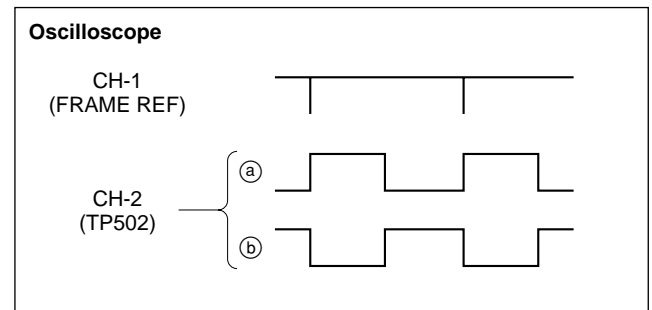 Oscilloscope
CH-1
(FRAME REF)
ⓐ
CH-2
(TP502)
ⓑ